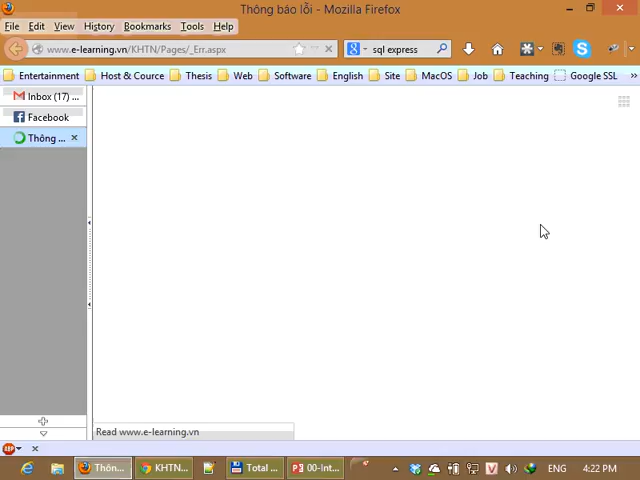 Thông báo lỗi - Mozilla Firefox
File Edit View History Bookmarks Tools Help
www.e-learning.vn/KHTN/Pages/_Err.aspx
sql express
Entertainment Host & Cource Thesis Web Software English Site MacOS Job Teaching Google SSL »
Inbox (17) ...
Facebook
Thông ...
Read www.e-learning.vn
ABP
Thôn... KHTN... Total ... 00-Int... V ENG 4:22 PM